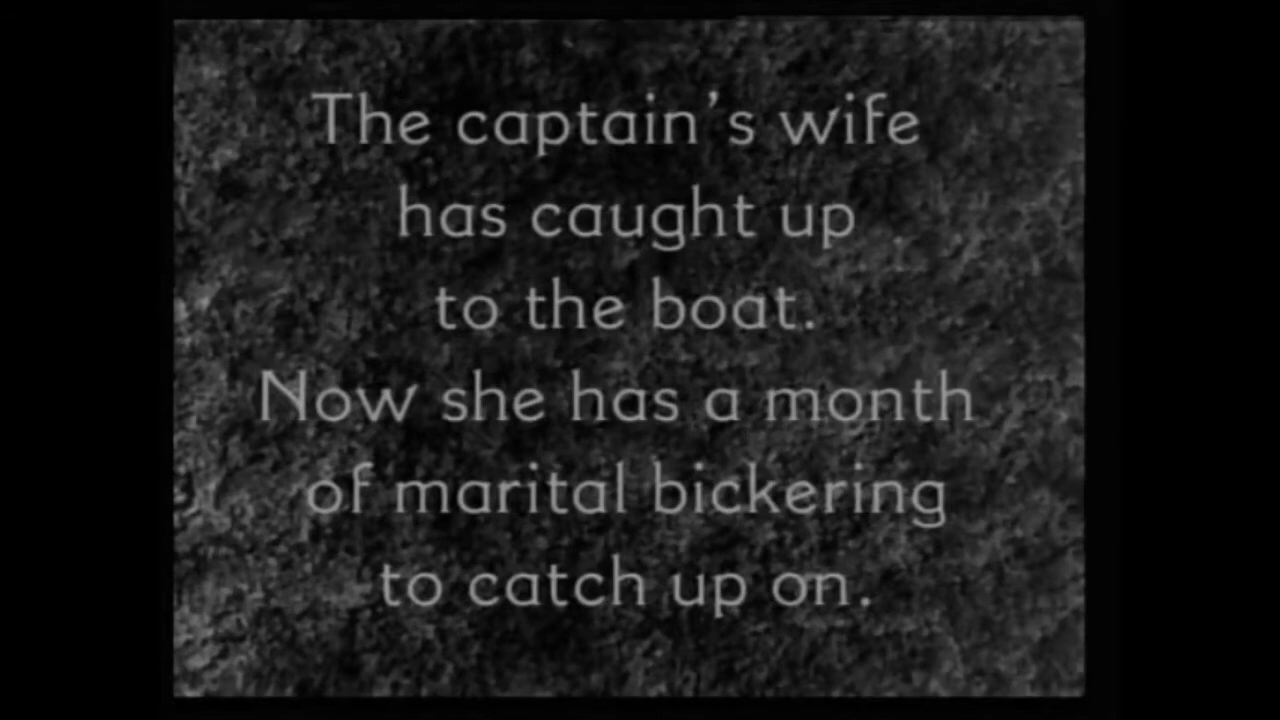 The captain's wife
has caught up
to the boat.
Now she has a month
of marital bickering
to catch up on.